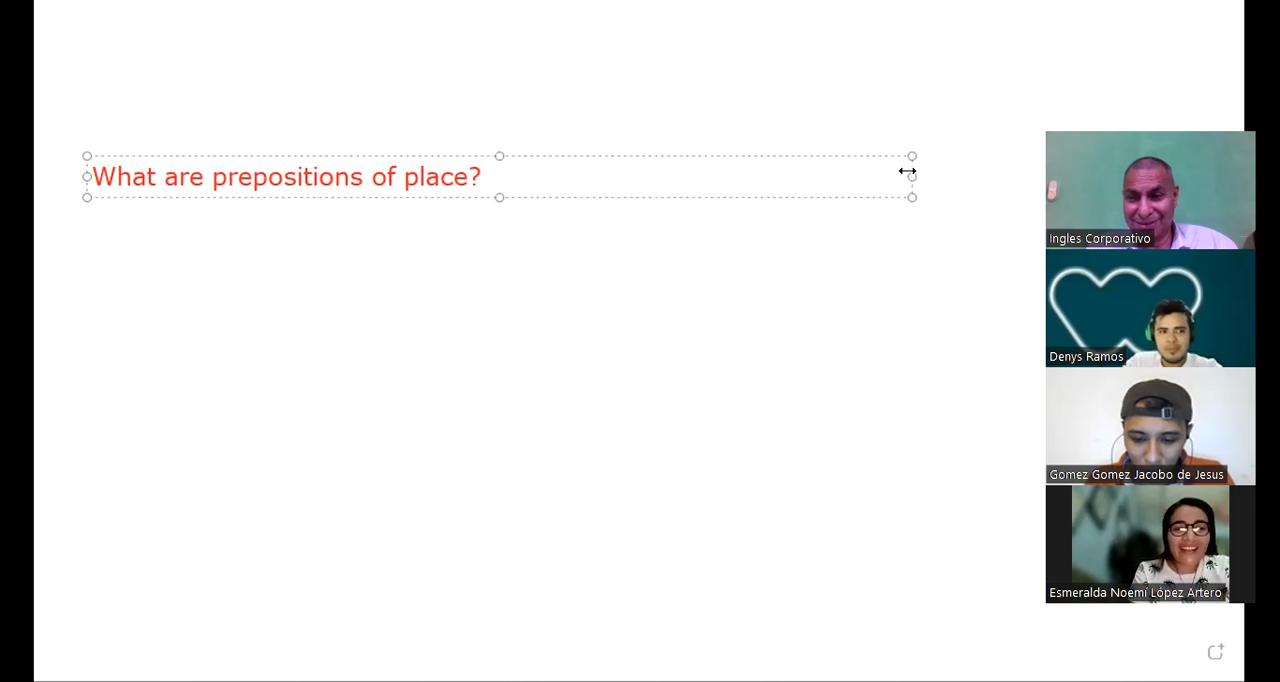 What are prepositions of place?
Ingles Corporativo
Denys Ramos
Gomez Gomez Jacobo de Jesus
Esmeralda Noemí López Artero